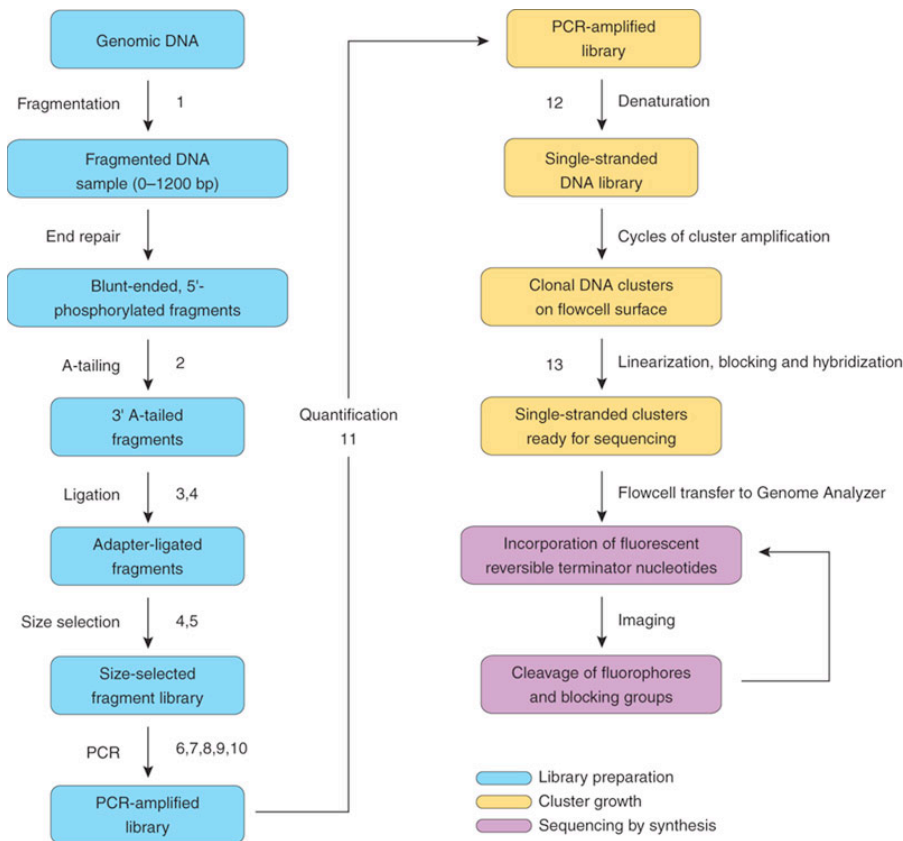 Genomic DNA
Fragmentation
1
Fragmented DNA
sample (0–1200 bp)
End repair
Blunt-ended, 5'-
phosphorylated fragments
A-tailing
2
3' A-tailed
fragments
Ligation
3,4
Adapter-ligated
fragments
Size selection
4,5
Size-selected
fragment library
PCR
6,7,8,9,10
PCR-amplified
library
Quantification
11
PCR-amplified
library
12
Denaturation
Single-stranded
DNA library
Cycles of cluster amplification
Clonal DNA clusters
on flowcell surface
13
Linearization, blocking and hybridization
Single-stranded clusters
ready for sequencing
Flowcell transfer to Genome Analyzer
Incorporation of fluorescent
reversible terminator nucleotides
Imaging
Cleavage of fluorophores
and blocking groups
Library preparation
Cluster growth
Sequencing by synthesis